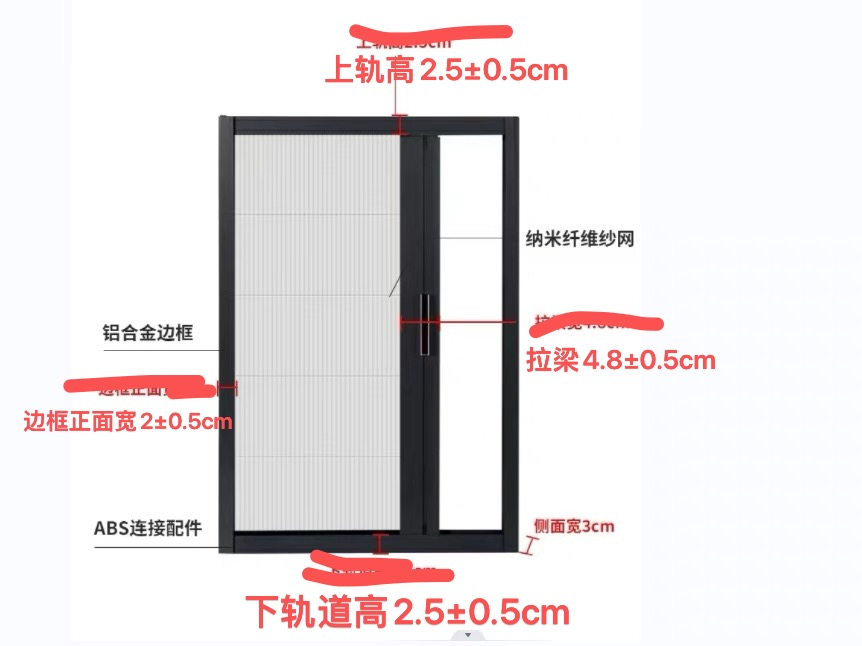 上轨高2.5±0.5cm
纳米纤维纱网
铝合金边框
拉梁4.8±0.5cm
边框正面宽2±0.5cm
ABS连接配件
侧面宽3cm
下轨道高2.5±0.5cm